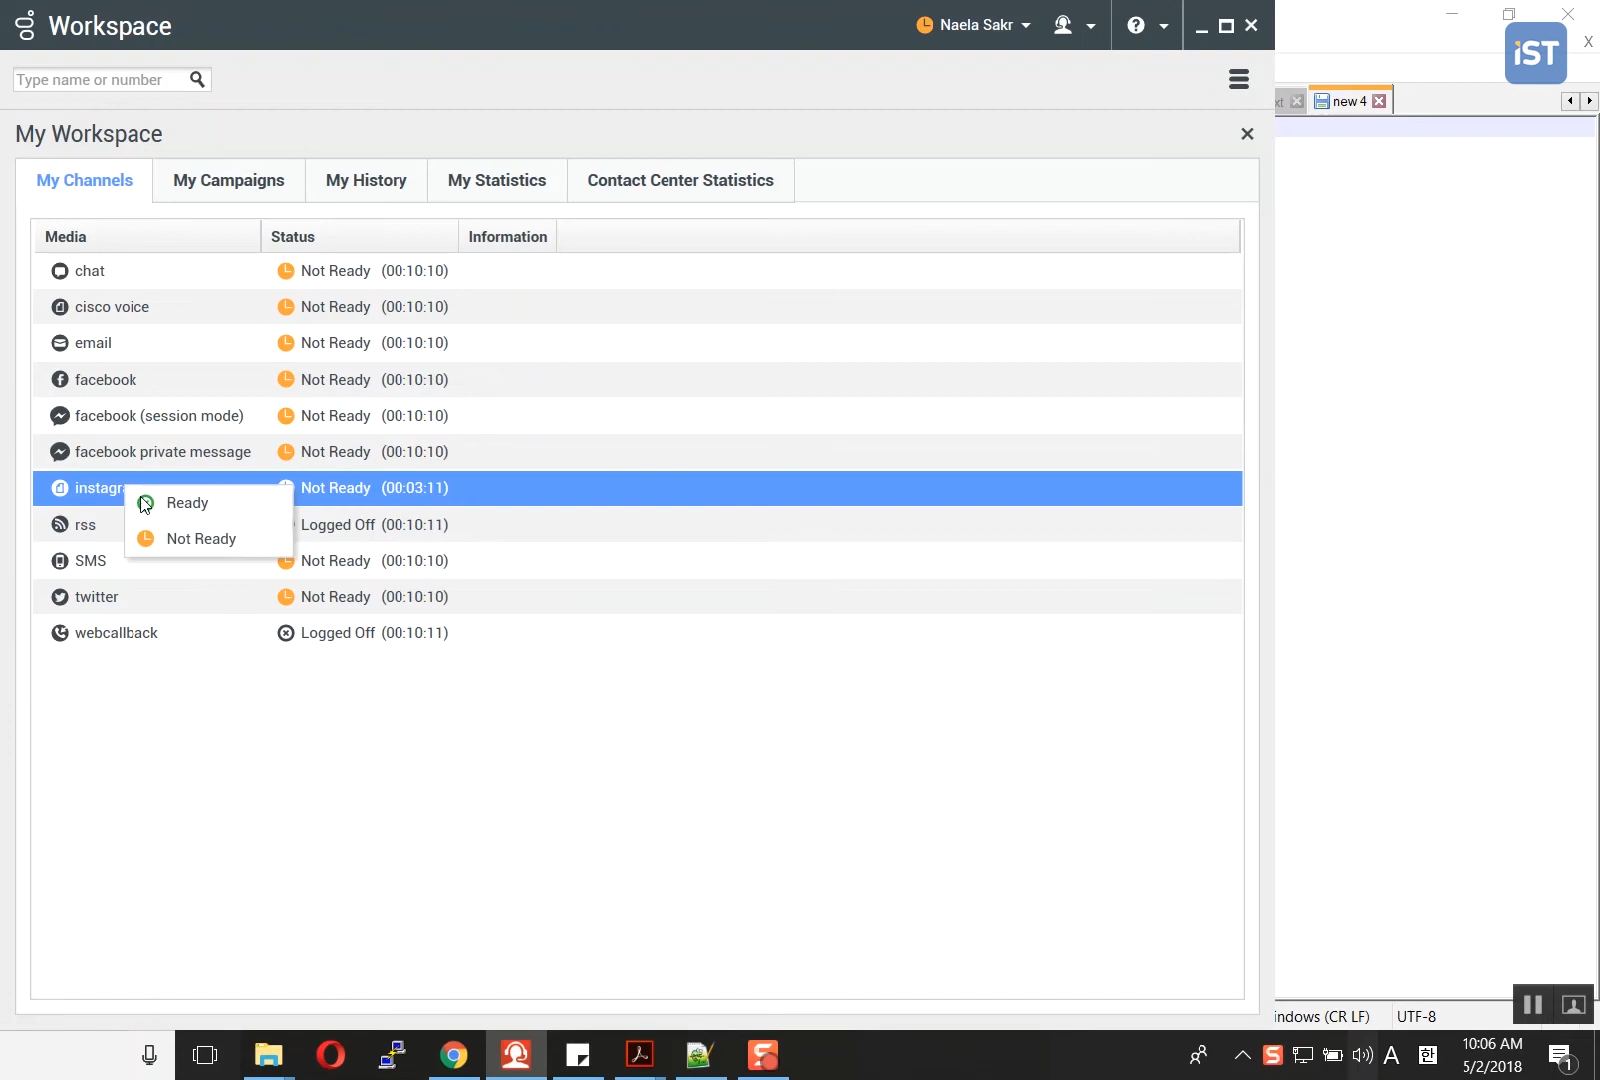 Workspace
Naela Sakr
iST
Type name or number
new 4
My Workspace
My Channels
My Campaigns
My History
My Statistics
Contact Center Statistics
Media
Status
Information
chat
Not Ready (00:10:10)
cisco voice
Not Ready (00:10:10)
email
Not Ready (00:10:10)
facebook
Not Ready (00:10:10)
facebook (session mode)
Not Ready (00:10:10)
facebook private message
Not Ready (00:10:10)
instagra
Not Ready (00:03:11)
Ready
rss
Logged Off (00:10:11)
Not Ready
SMS
Not Ready (00:10:10)
twitter
Not Ready (00:10:10)
webcallback
Logged Off (00:10:11)
indows (CR LF)
UTF-8
A
한
10:06 AM
5/2/2018
1